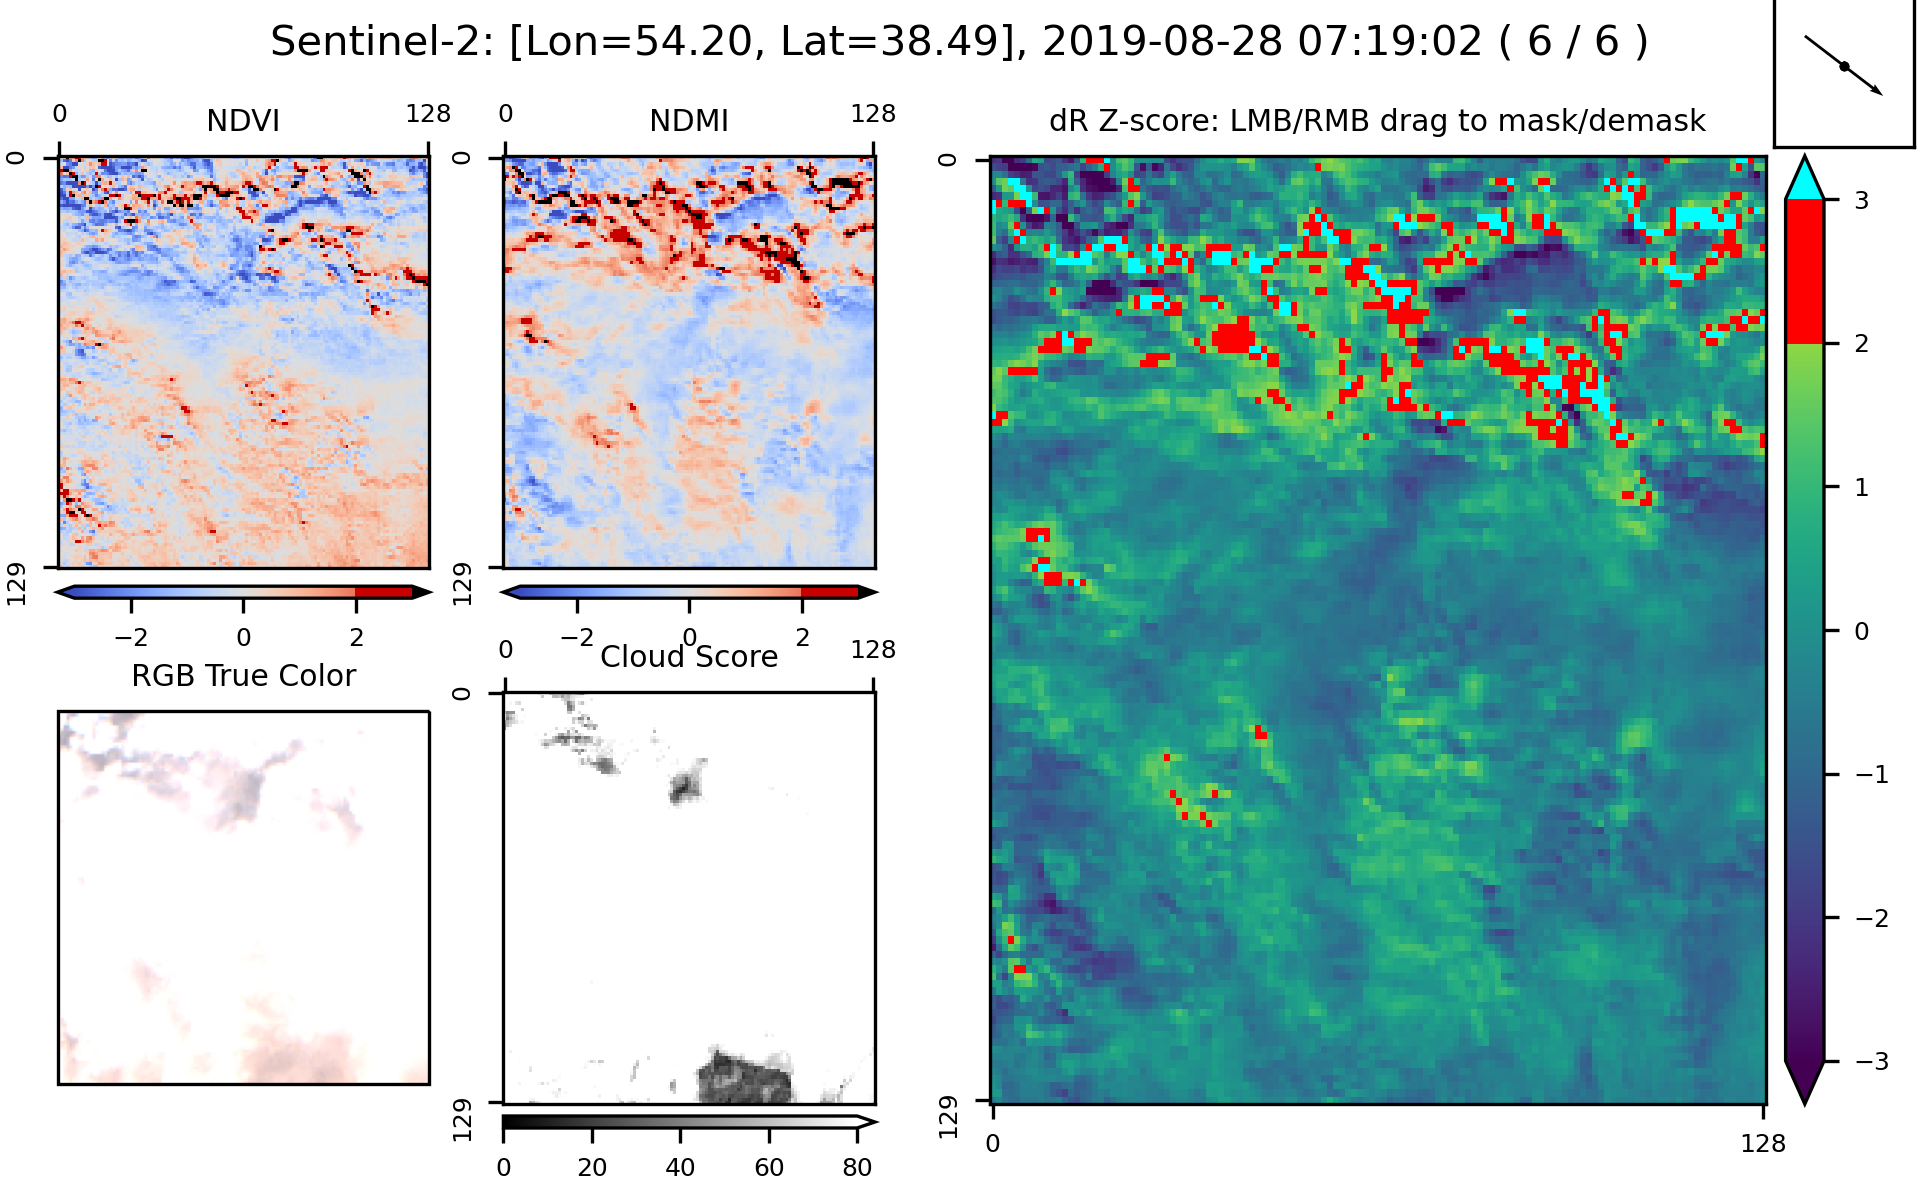 Sentinel-2: [Lon=54.20, Lat=38.49], 2019-08-28 07:19:02 ( 6 / 6 )
0 NDVI 128
0 NDMI 128
dR Z-score: LMB/RMB drag to mask/demask
0
129
−2 0 2
0
129
−2 0 2
0
129
0 128
3
2
1
0
−1
−2
−3
RGB True Color
0 Cloud Score 128
0
129
0 20 40 60 80